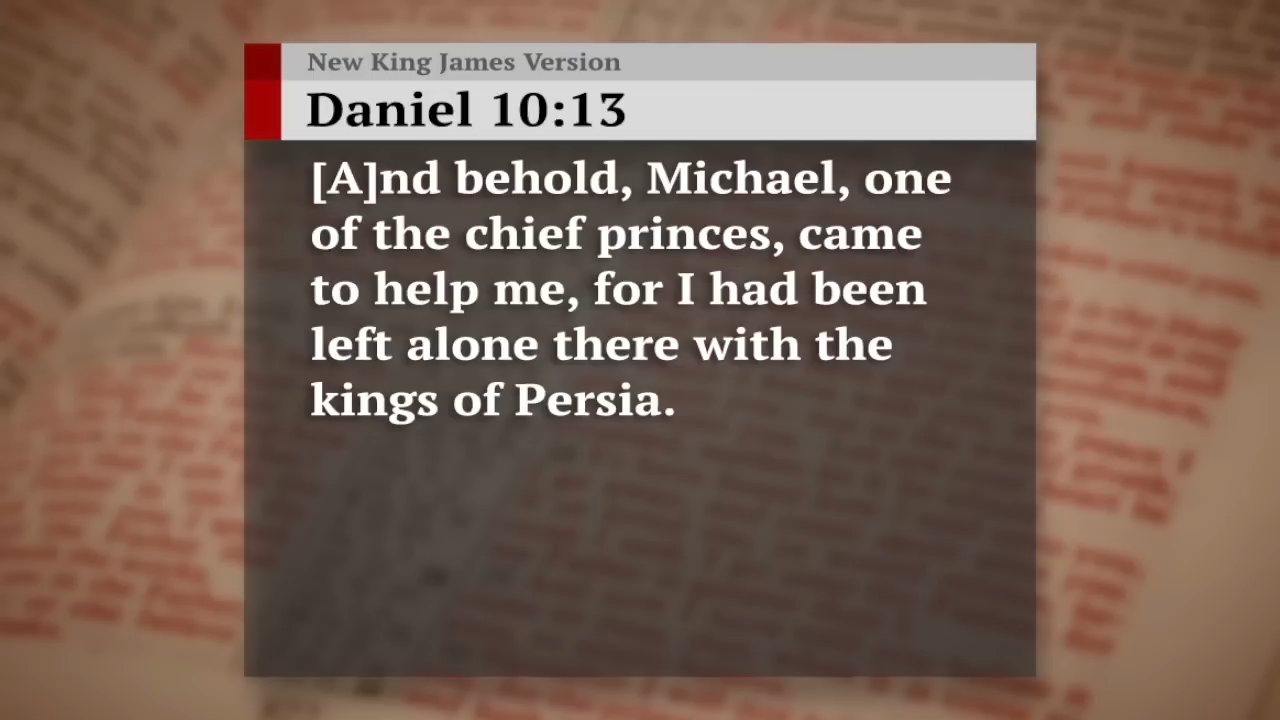 New King James Version
Daniel 10:13
[A]nd behold, Michael, one
of the chief princes, came
to help me, for I had been
left alone there with the
kings of Persia.